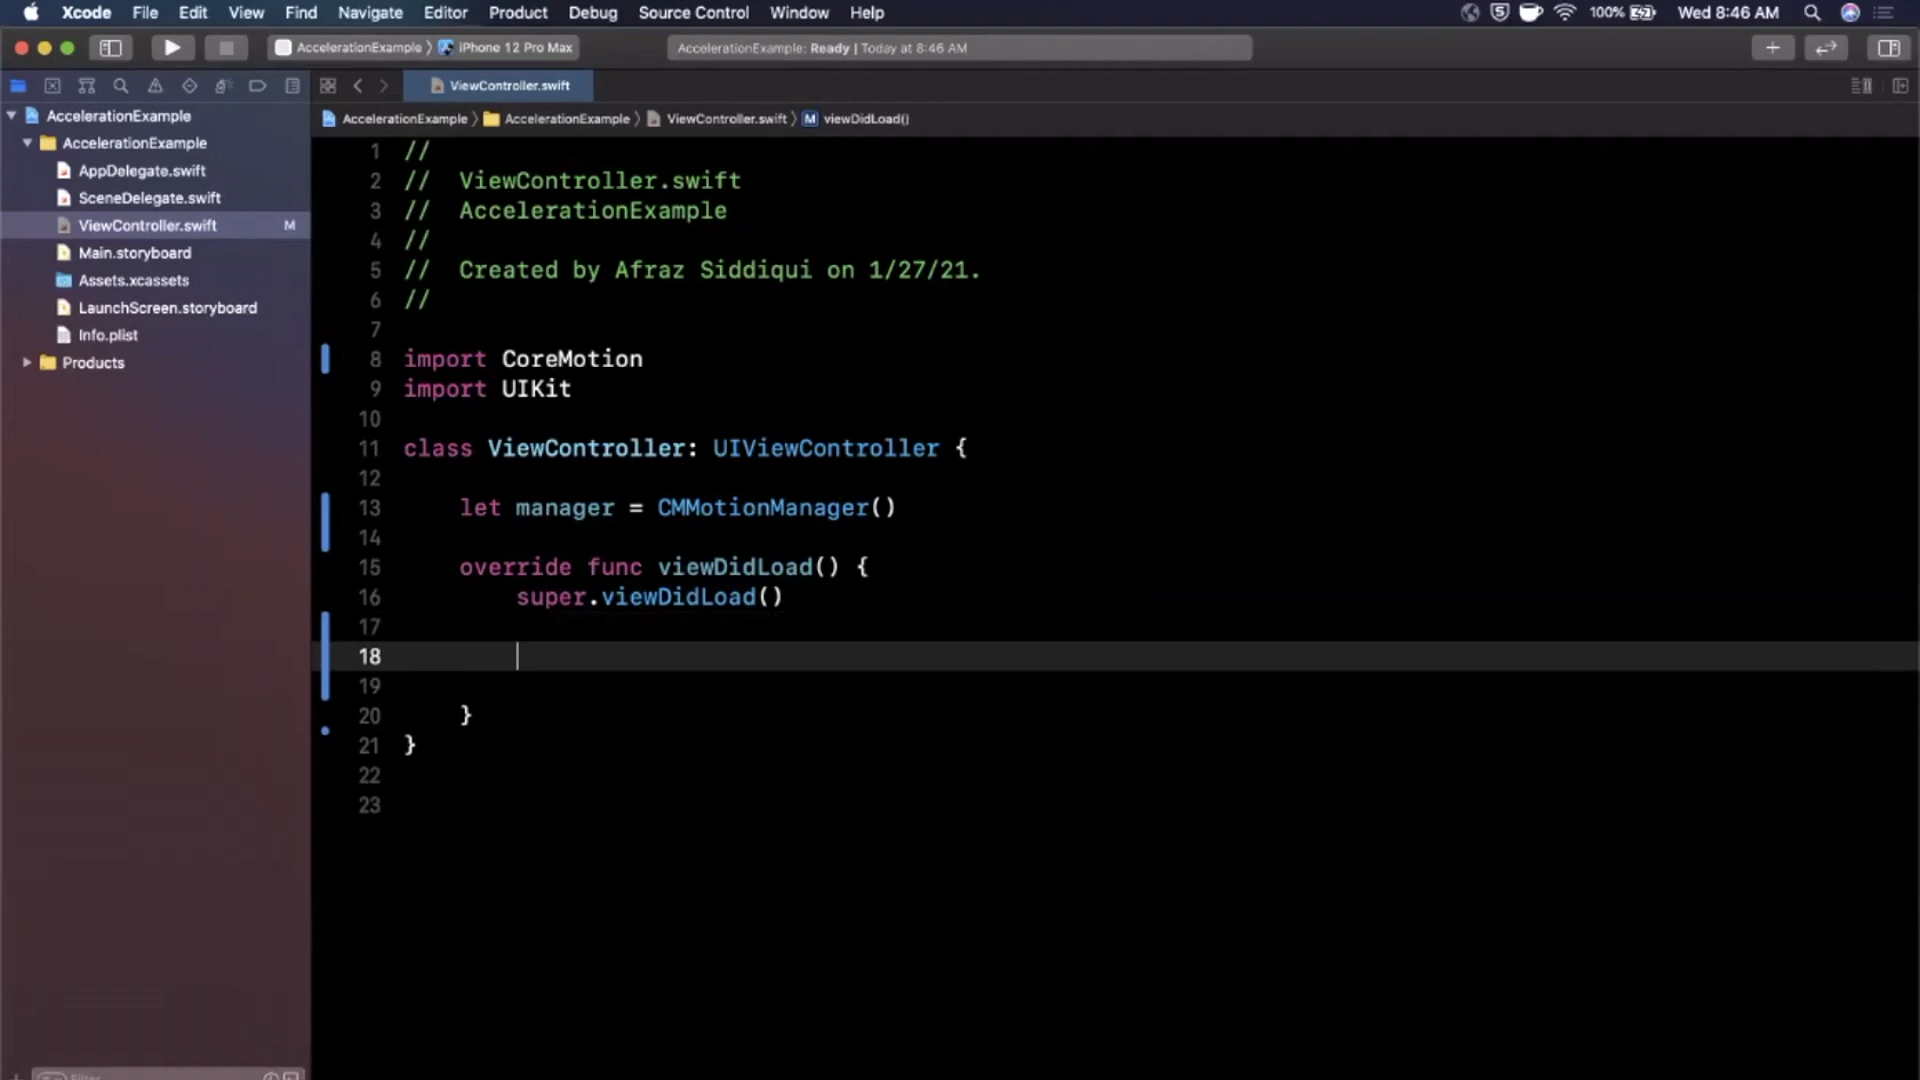 Xcode File Edit View Find Navigate Editor Product Debug Source Control Window Help 100% Wed 8:46 AM
AccelerationExample 〉 iPhone 12 Pro Max AccelerationExample: Ready | Today at 8:46 AM
ViewController.swift
AccelerationExample 〉 AccelerationExample 〉 ViewController.swift 〉 M viewDidLoad()
AccelerationExample
AccelerationExample
AppDelegate.swift
SceneDelegate.swift
ViewController.swift M
Main.storyboard
Assets.xcassets
LaunchScreen.storyboard
Info.plist
Products
Filter
1 //
2 //  ViewController.swift
3 //  AccelerationExample
4 //
5 //  Created by Afraz Siddiqui on 1/27/21.
6 //
7
8 import CoreMotion
9 import UIKit
10
11 class ViewController: UIViewController {
12
13     let manager = CMMotionManager()
14
15     override func viewDidLoad() {
16         super.viewDidLoad()
17
18
19
20     }
21 }
22
23